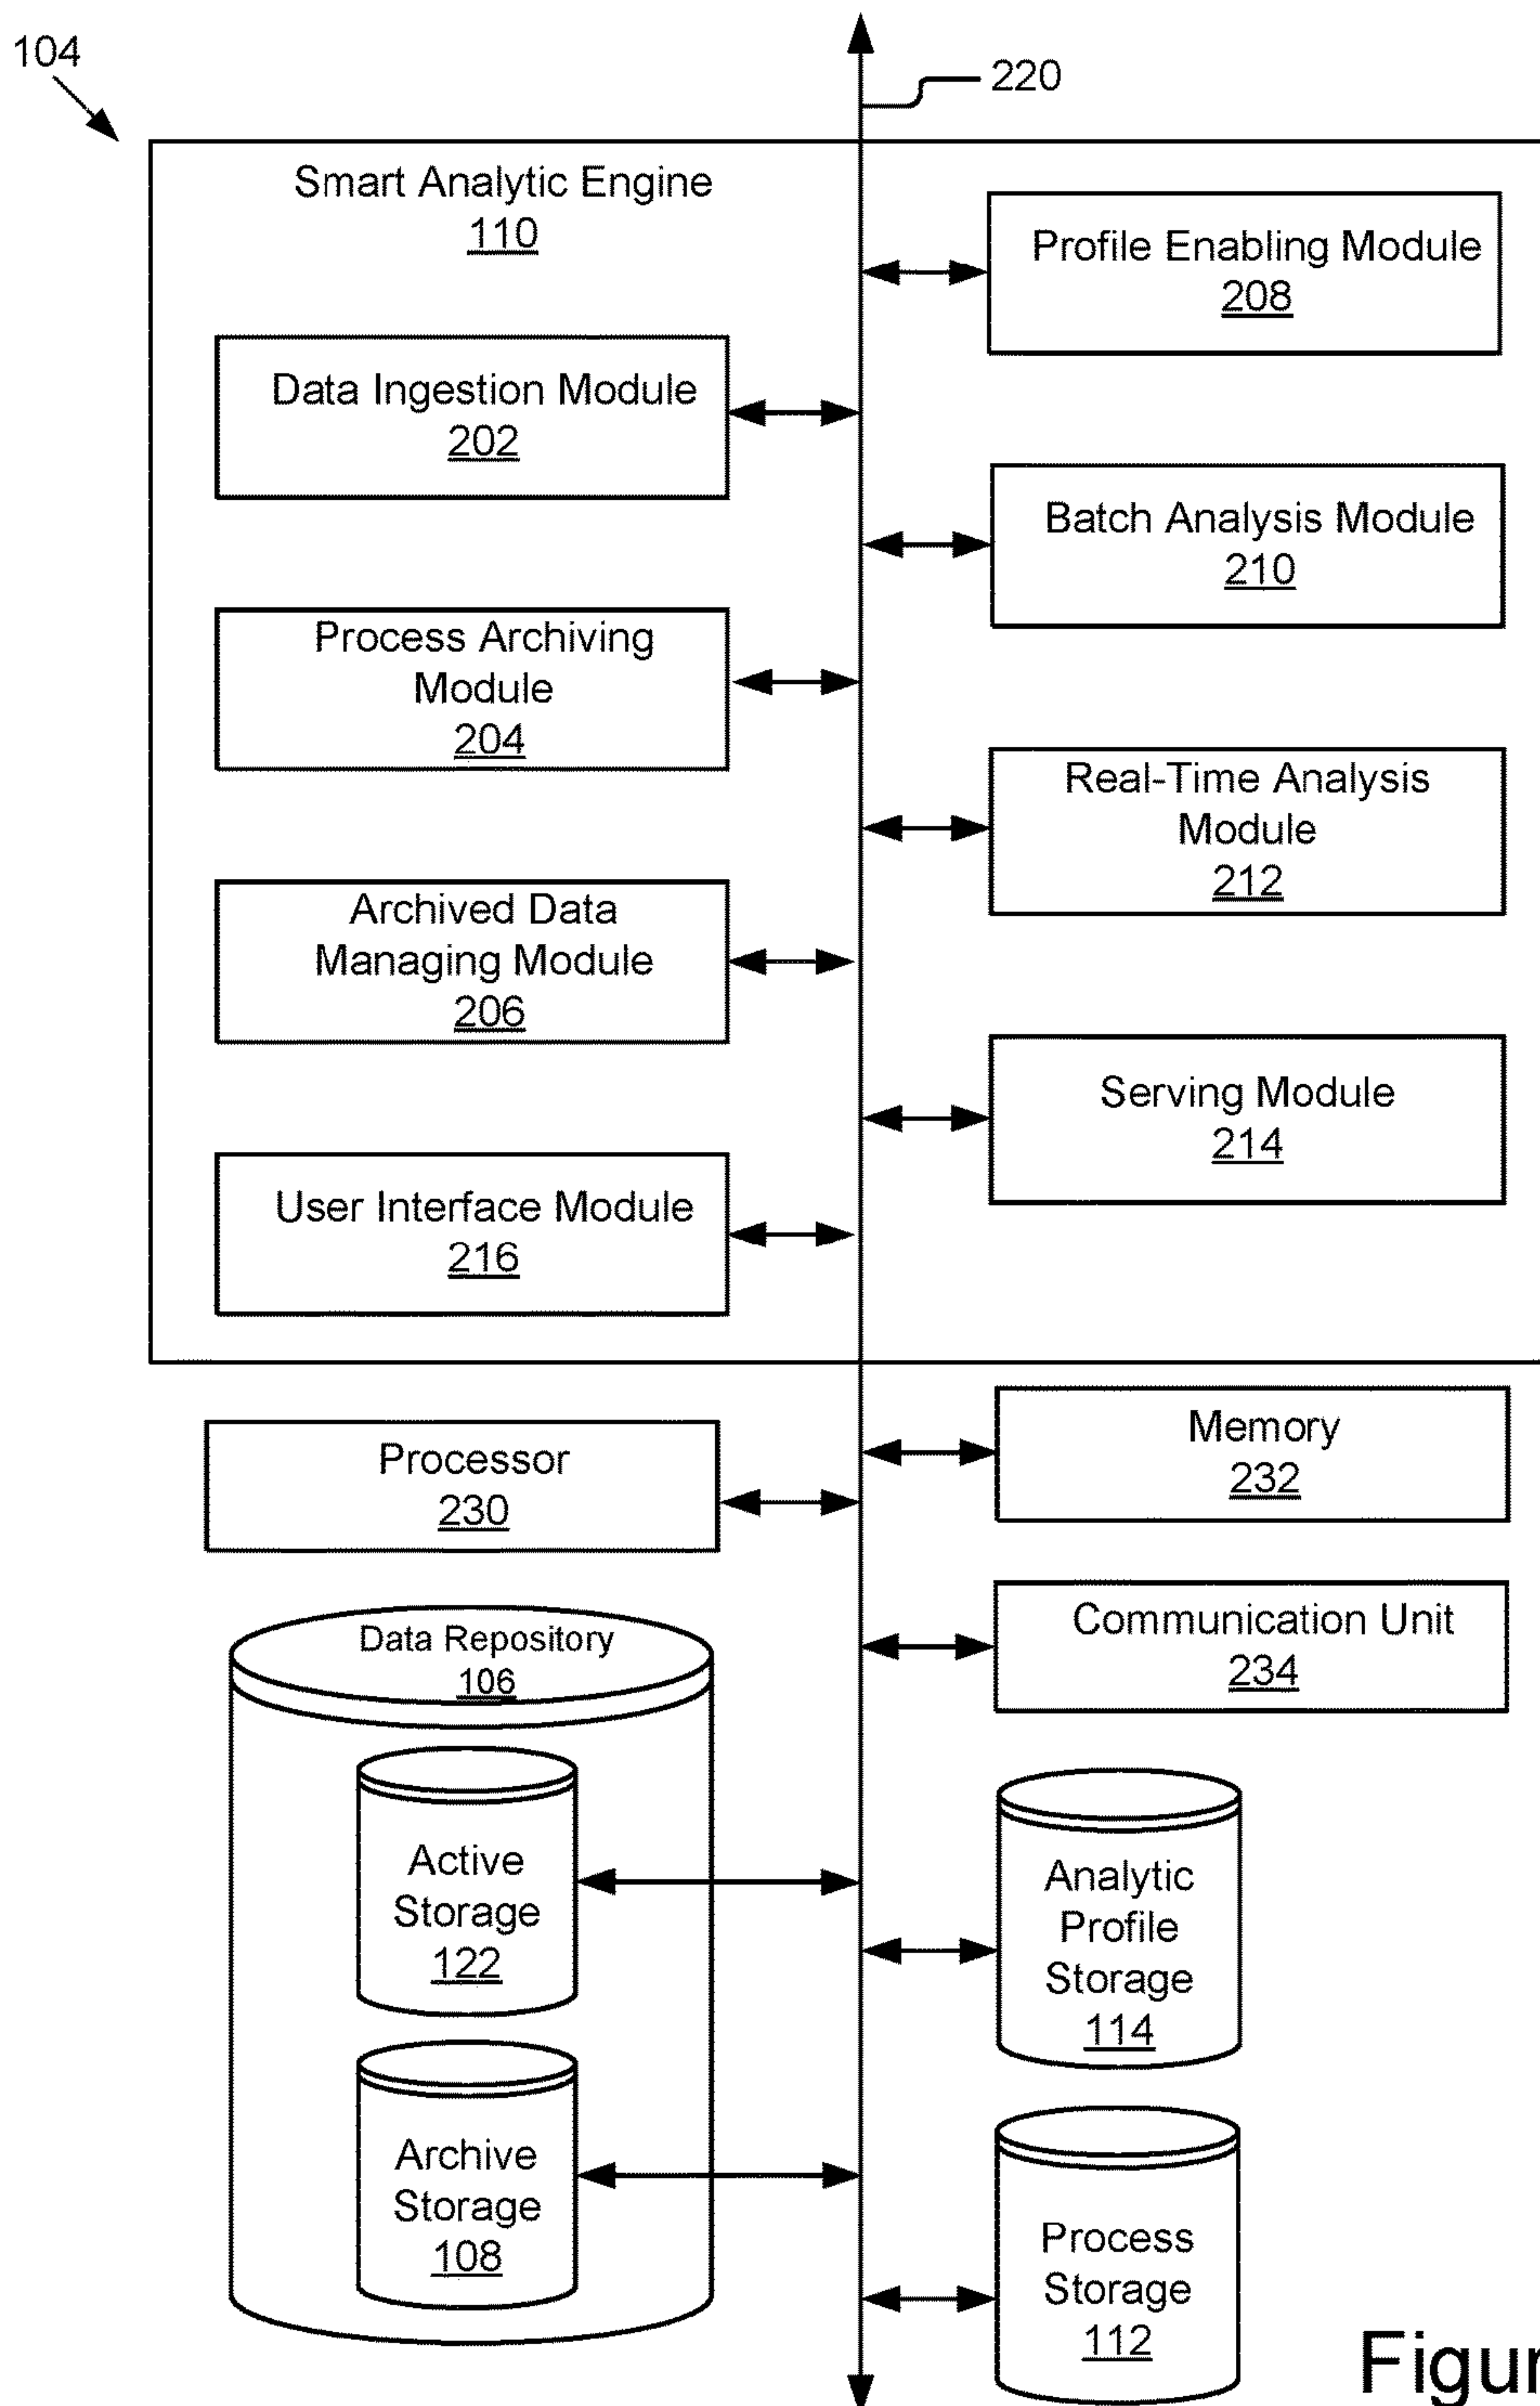 104
220
Smart Analytic Engine
110
Profile Enabling Module
208
Data Ingestion Module
202
Batch Analysis Module
210
Process Archiving
Module
204
Real-Time Analysis
Module
212
Archived Data
Managing Module
206
Serving Module
214
User Interface Module
216
Memory
232
Processor
230
Communication Unit
234
Data Repository
106
Active
Storage
122
Analytic
Profile
Storage
114
Archive
Storage
108
Process
Storage
112
Figur